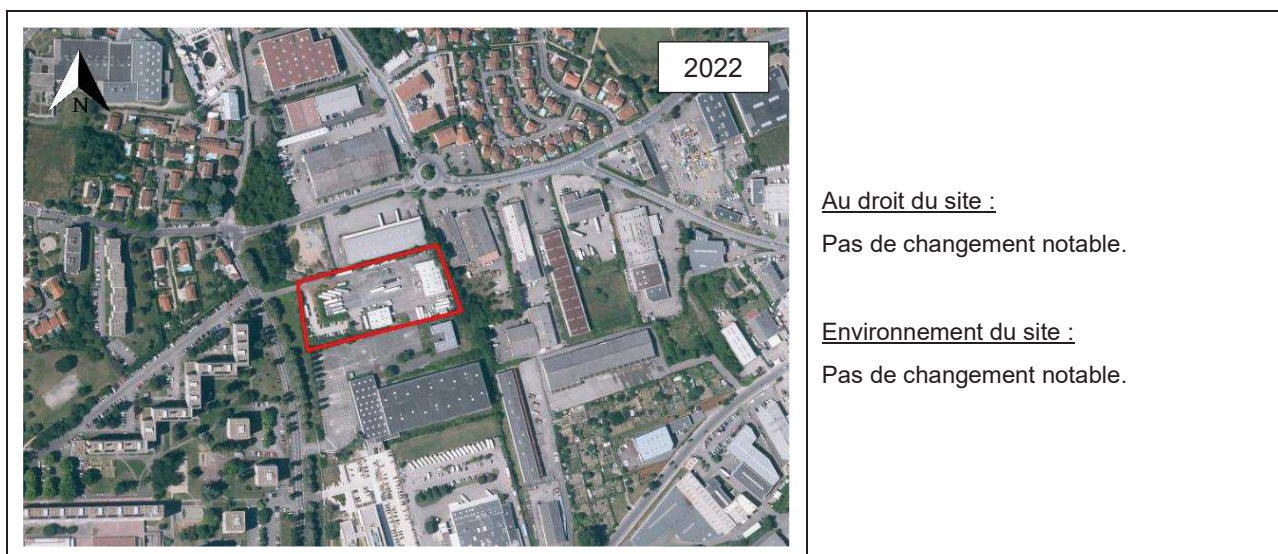 2022
N
Au droit du site :
Pas de changement notable.
Environnement du site :
Pas de changement notable.